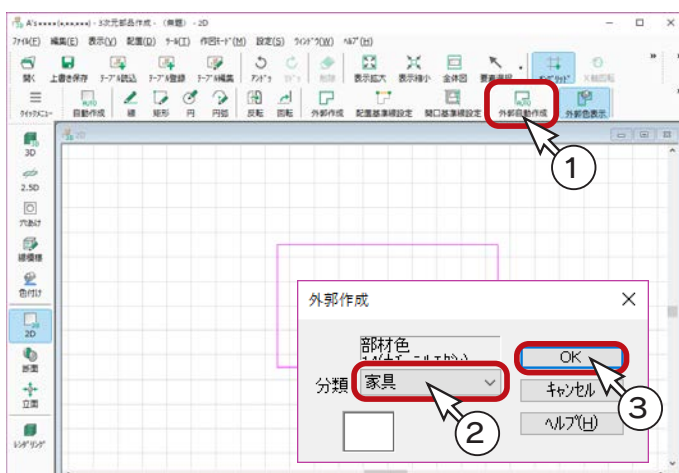 3次元部品作成 - (無題) - 2D
ﾌｧｲﾙ(F) 編集(E) 表示(V) 配置(D) ﾂｰﾙ(T) 作図ﾓｰﾄﾞ(M) 設定(S) ｳｨﾝﾄﾞｳ(W) ﾍﾙﾌﾟ(H)
開く 上書き保存 ﾃｰﾌﾞﾙ読込 ﾃｰﾌﾞﾙ登録 ﾃｰﾌﾞﾙ編集 ｱﾝﾄﾞｩ 削除 表示拡大 表示縮小 全体図 要素選択
ｸｲｯｸﾒﾆｭｰ 自動作成 線 矩形 円 円弧 反転 回転 外郭作成 配置基準線設定 開口基準線設定 外郭自動作成 外郭色表示
2D
3D
2.5D
穴あけ
線模様
色付け
2D
断面
立面
ﾚﾝﾀﾞﾘﾝｸﾞ
1
外郭作成
部材色
分類 家具
OK
キャンセル
ヘルプ(H)
2
3